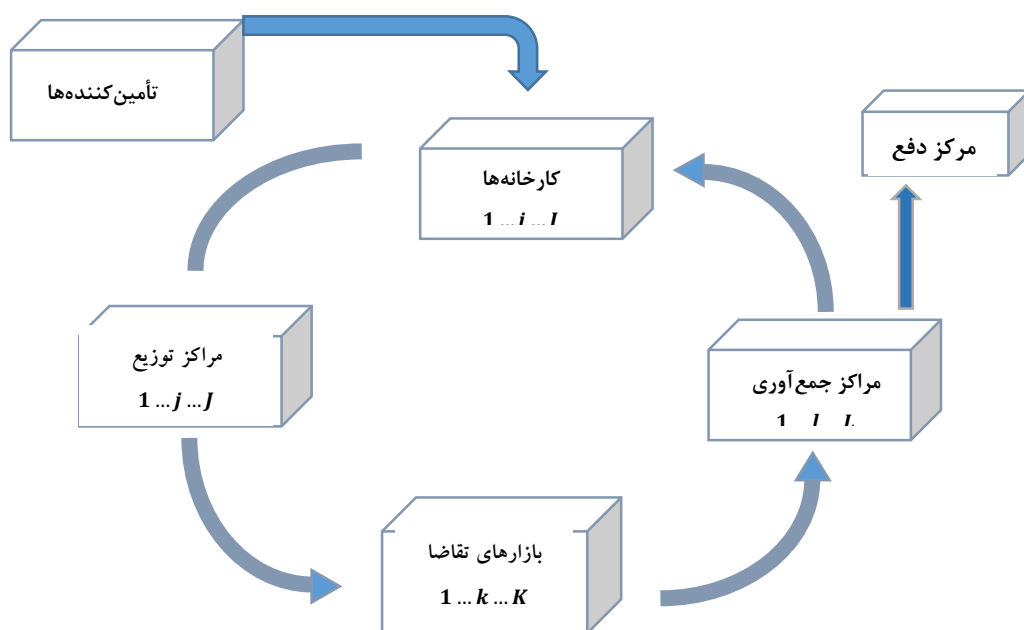 تأمین‌کننده‌ها
مرکز دفع
کارخانه‌ها
1 … i … I
مراکز توزیع
1 … j … J
مراکز جمع‌آوری
1 … l … L
بازارهای تقاضا
1 … k … K